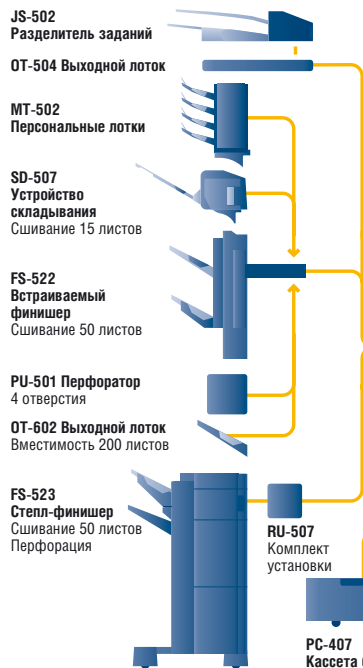 JS-502
Разделитель заданий
OT-504 Выходной лоток
MT-502
Персональные лотки
SD-507
Устройство
складывания
Сшивание 15 листов
FS-522
Встраиваемый
финишер
Сшивание 50 листов
PU-501 Перфоратор
4 отверстия
OT-602 Выходной лоток
Вместимость 200 листов
FS-523
Степл-финишер
Сшивание 50 листов
Перфорация
RU-507
Комплект
установки
PC-407
Кассета